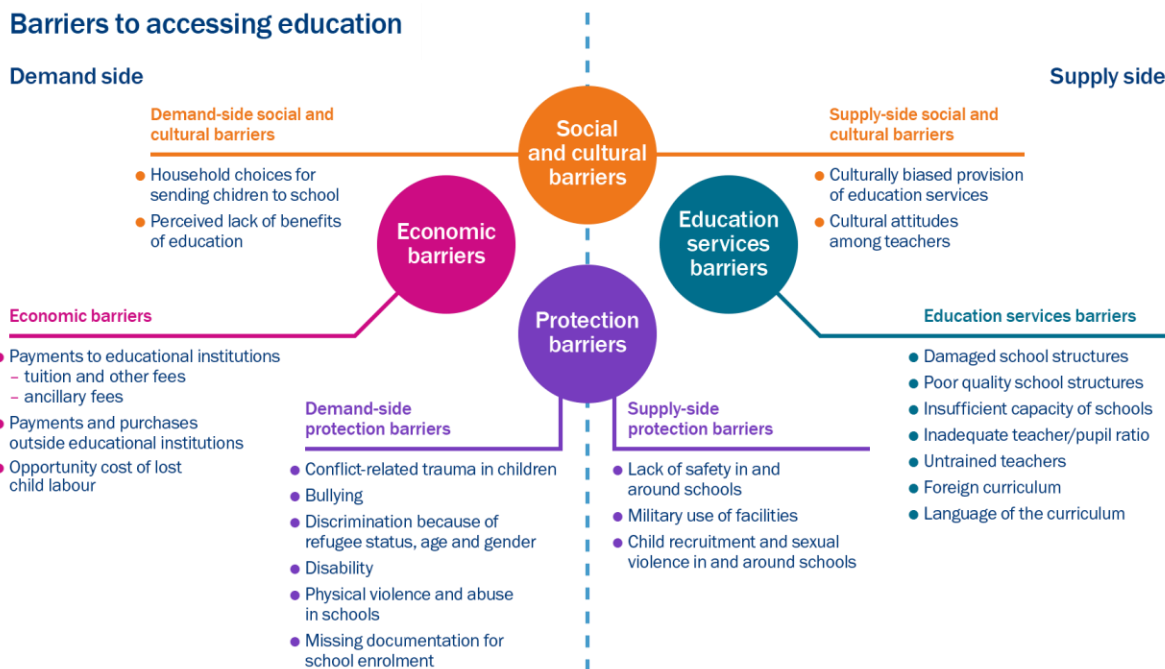 Barriers to accessing education
Demand side
Supply side
Demand-side social and
cultural barriers
● Household choices for
sending chidren to school
● Perceived lack of benefits
of education
Social
and cultural
barriers
Supply-side social and
cultural barriers
● Culturally biased provision
of education services
● Cultural attitudes
among teachers
Economic
barriers
Education
services
barriers
Protection
barriers
Economic barriers
● Payments to educational institutions
– tuition and other fees
– ancillary fees
● Payments and purchases
outside educational institutions
● Opportunity cost of lost
child labour
Demand-side
protection barriers
● Conflict-related trauma in children
● Bullying
● Discrimination because of
refugee status, age and gender
● Disability
● Physical violence and abuse
in schools
● Missing documentation for
school enrolment
Supply-side
protection barriers
● Lack of safety in and
around schools
● Military use of facilities
● Child recruitment and sexual
violence in and around schools
Education services barriers
● Damaged school structures
● Poor quality school structures
● Insufficient capacity of schools
● Inadequate teacher/pupil ratio
● Untrained teachers
● Foreign curriculum
● Language of the curriculum